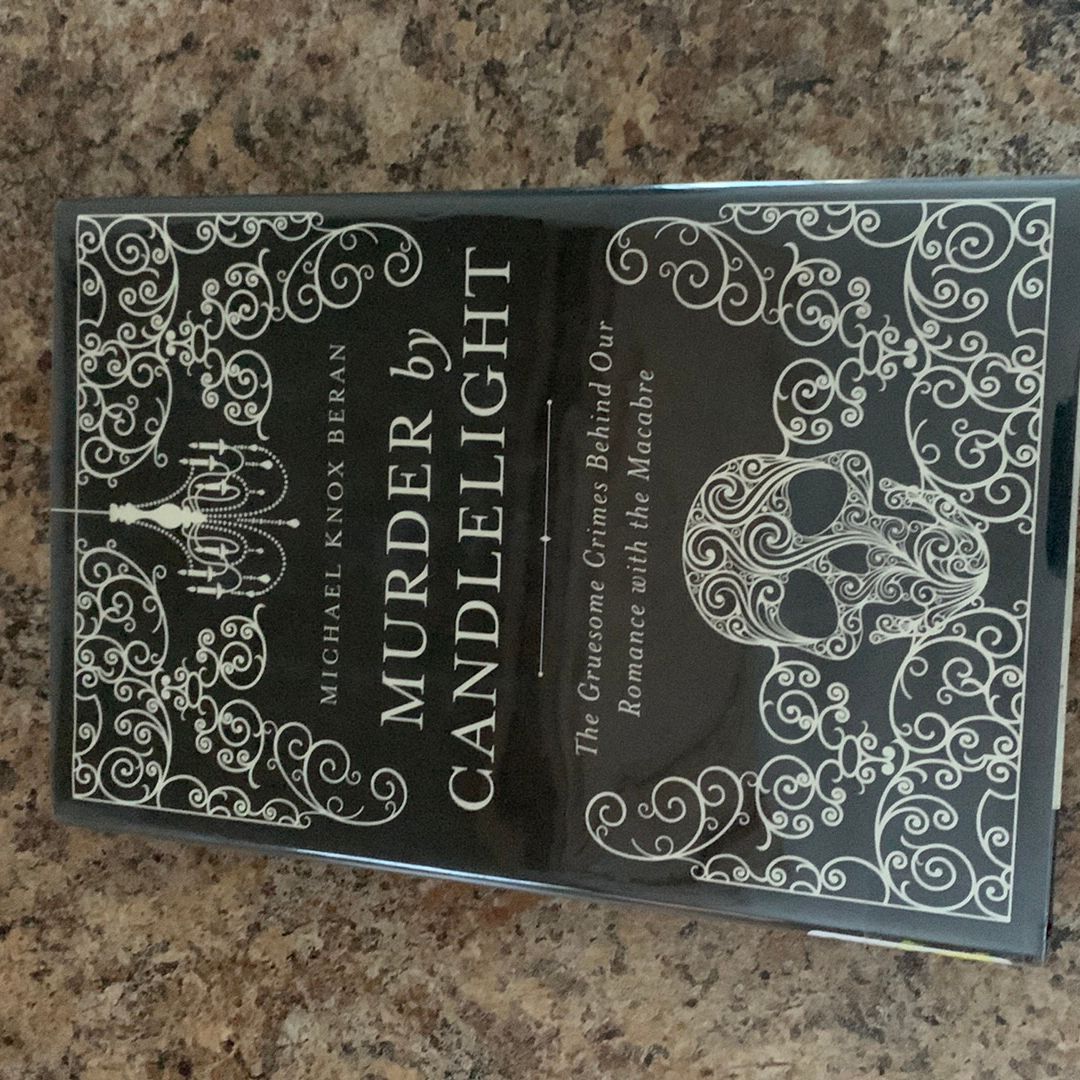 MICHAEL KNOX BERAN
MURDER by
CANDLELIGHT
The Gruesome Crimes Behind Our
Romance with the Macabre